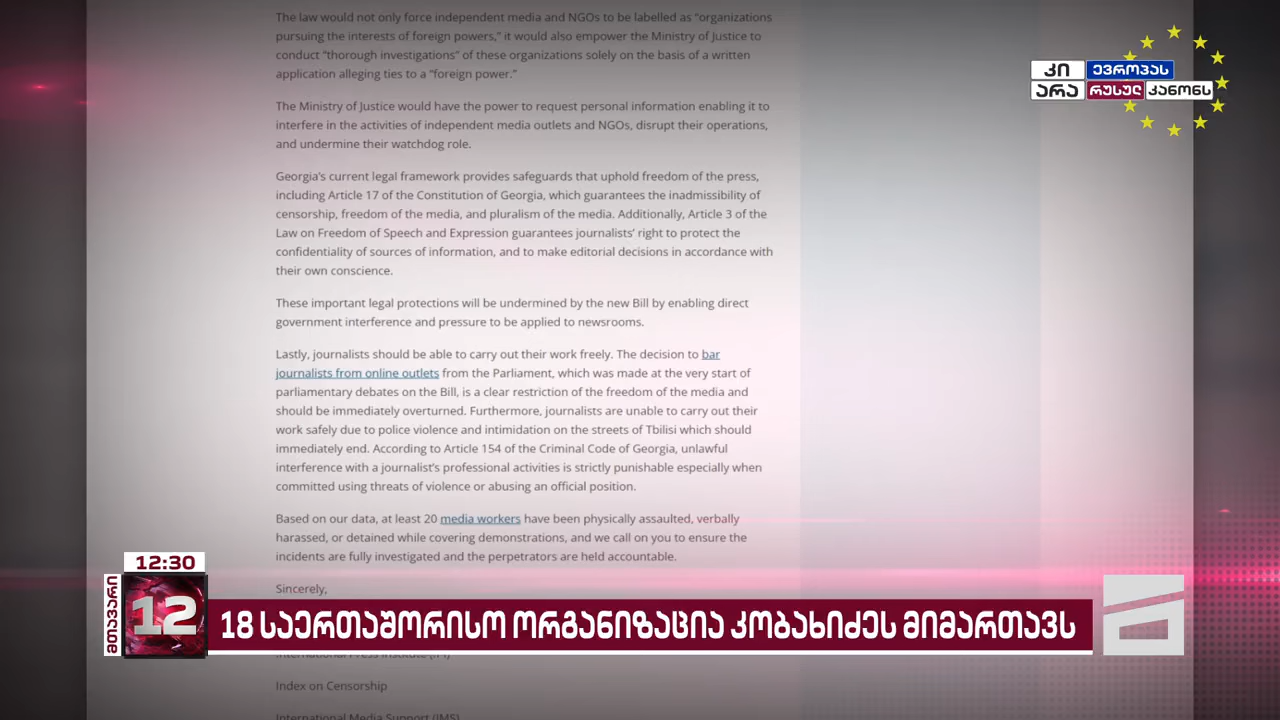 The law would not only force independent media and NGOs to be labelled as “organizations
pursuing the interests of foreign powers,” it would also empower the Ministry of Justice to
conduct “thorough investigations” of these organizations solely on the basis of a written
application alleging ties to a “foreign power.”
The Ministry of Justice would have the power to request personal information enabling it to
interfere in the activities of independent media outlets and NGOs, disrupt their operations,
and undermine their watchdog role.
Georgia’s current legal framework provides safeguards that uphold freedom of the press,
including Article 17 of the Constitution of Georgia, which guarantees the inadmissibility of
censorship, freedom of the media, and pluralism of the media. Additionally, Article 3 of the
Law on Freedom of Speech and Expression guarantees journalists’ right to protect the
confidentiality of sources of information, and to make editorial decisions in accordance with
their own conscience.
These important legal protections will be undermined by the new Bill by enabling direct
government interference and pressure to be applied to newsrooms.
Lastly, journalists should be able to carry out their work freely. The decision to bar
journalists from online outlets from the Parliament, which was made at the very start of
parliamentary debates on the Bill, is a clear restriction of the freedom of the media and
should be immediately overturned. Furthermore, journalists are unable to carry out their
work safely due to police violence and intimidation on the streets of Tbilisi which should
immediately end. According to Article 154 of the Criminal Code of Georgia, unlawful
interference with a journalist’s professional activities is strictly punishable especially when
committed using threats of violence or abusing an official position.
Based on our data, at least 20 media workers have been physically assaulted, verbally
harassed, or detained while covering demonstrations, and we call on you to ensure the
incidents are fully investigated and the perpetrators are held accountable.
Sincerely,
International Press Institute (IPI)
Index on Censorship
International Media Support (IMS)
კი ევროპას
არა რუსულ კანონს
12:30
მთავარი
12
18 საერთაშორისო ორგანიზაცია კობახიძეს მიმართავს